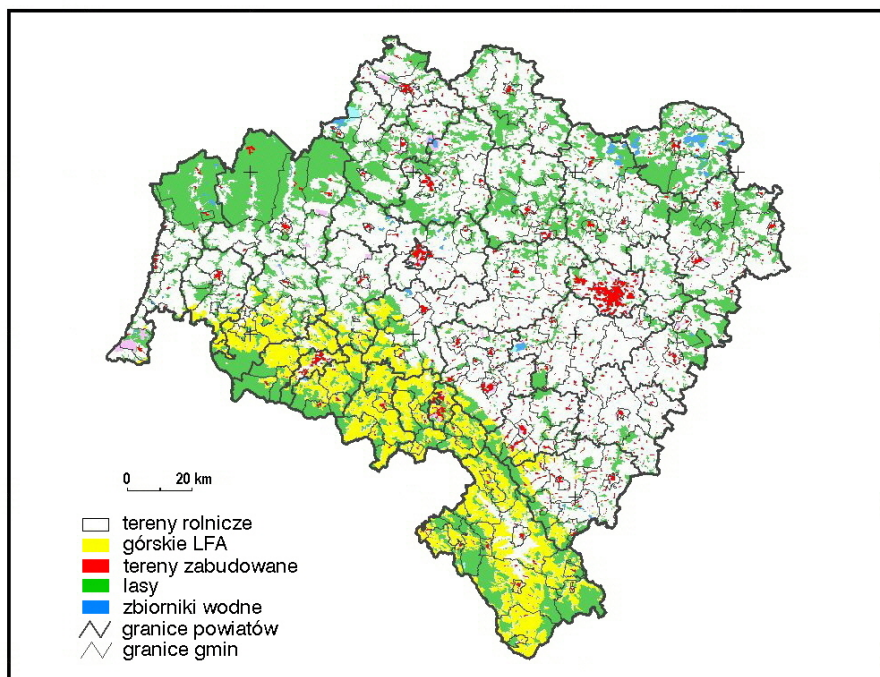 0 20 km
tereny rolnicze
górskie LFA
tereny zabudowane
lasy
zbiorniki wodne
granice powiatów
granice gmin